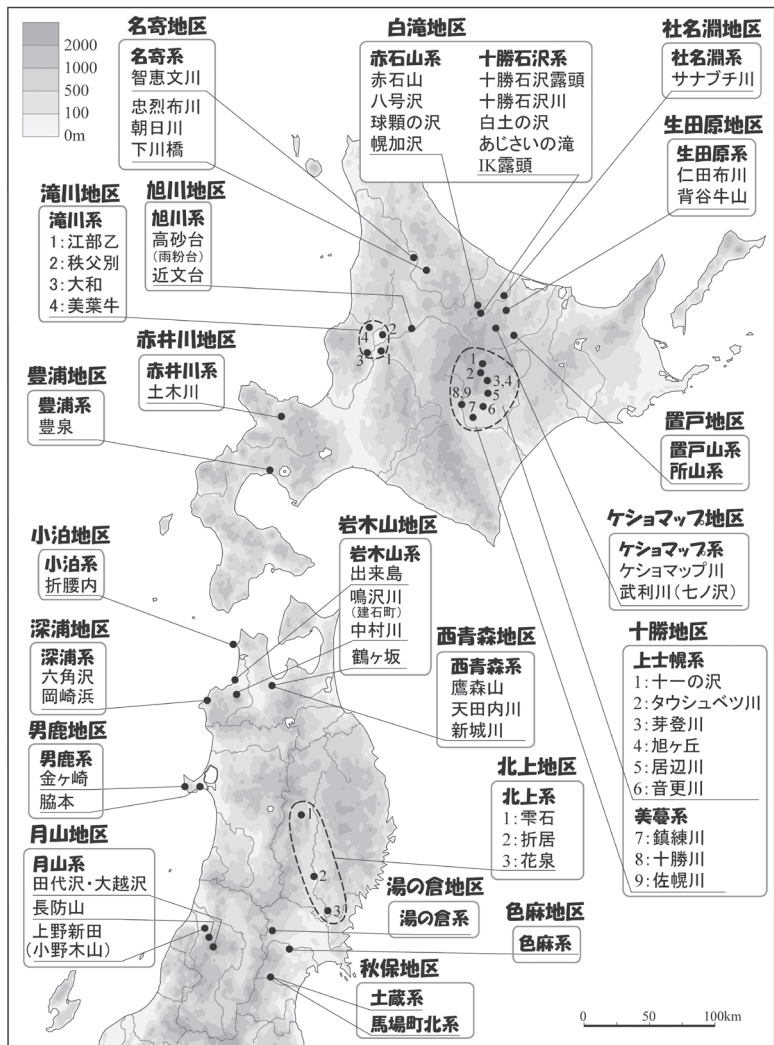 2000
1000
500
100
0m
名寄地区
名寄系
智恵文川
忠烈布川
朝日川
下川橋
白滝地区
赤石山系
赤石山
八号沢
球顆の沢
幌加沢
十勝石沢系
十勝石沢露頭
十勝石沢川
白土の沢
あじさいの滝
IK露頭
社名淵地区
社名淵系
サナブチ川
生田原地区
生田原系
仁田布川
背谷牛山
滝川地区
滝川系
1:江部乙
2:秩父別
3:大和
4:美葉牛
旭川地区
旭川系
高砂台
(雨粉台)
近文台
赤井川地区
赤井川系
土木川
豊浦地区
豊浦系
豊泉
4
2
3
1
1
2
3,4
5
8,9
7
6
置戸地区
置戸山系
所山系
ケショマップ地区
ケショマップ系
ケショマップ川
武利川(七ノ沢)
十勝地区
上士幌系
1:十一の沢
2:タウシュベツ川
3:芽登川
4:旭ヶ丘
5:居辺川
6:音更川
美蔓系
7:鎮練川
8:十勝川
9:佐幌川
小泊地区
小泊系
折腰内
岩木山地区
岩木山系
出来島
鳴沢川
(建石町)
中村川
鶴ヶ坂
深浦地区
深浦系
六角沢
岡崎浜
西青森地区
西青森系
鷹森山
天田内川
新城川
男鹿地区
男鹿系
金ヶ崎
脇本
北上地区
北上系
1:雫石
2:折居
3:花泉
1
2
3
月山地区
月山系
田代沢・大越沢
長防山
上野新田
(小野木山)
湯の倉地区
湯の倉系
色麻地区
色麻系
秋保地区
土蔵系
馬場町北系
0
50
100km